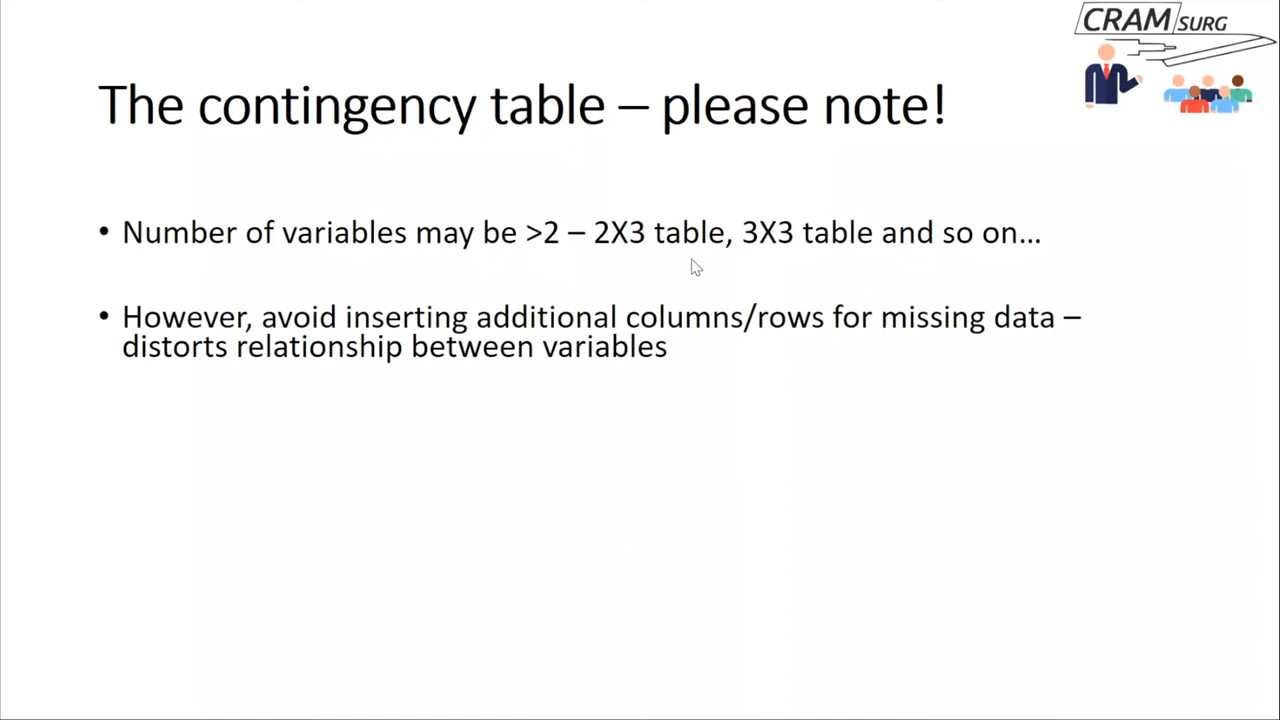 CRAM SURG
The contingency table – please note!
• Number of variables may be >2 – 2X3 table, 3X3 table and so on...
• However, avoid inserting additional columns/rows for missing data –
distorts relationship between variables